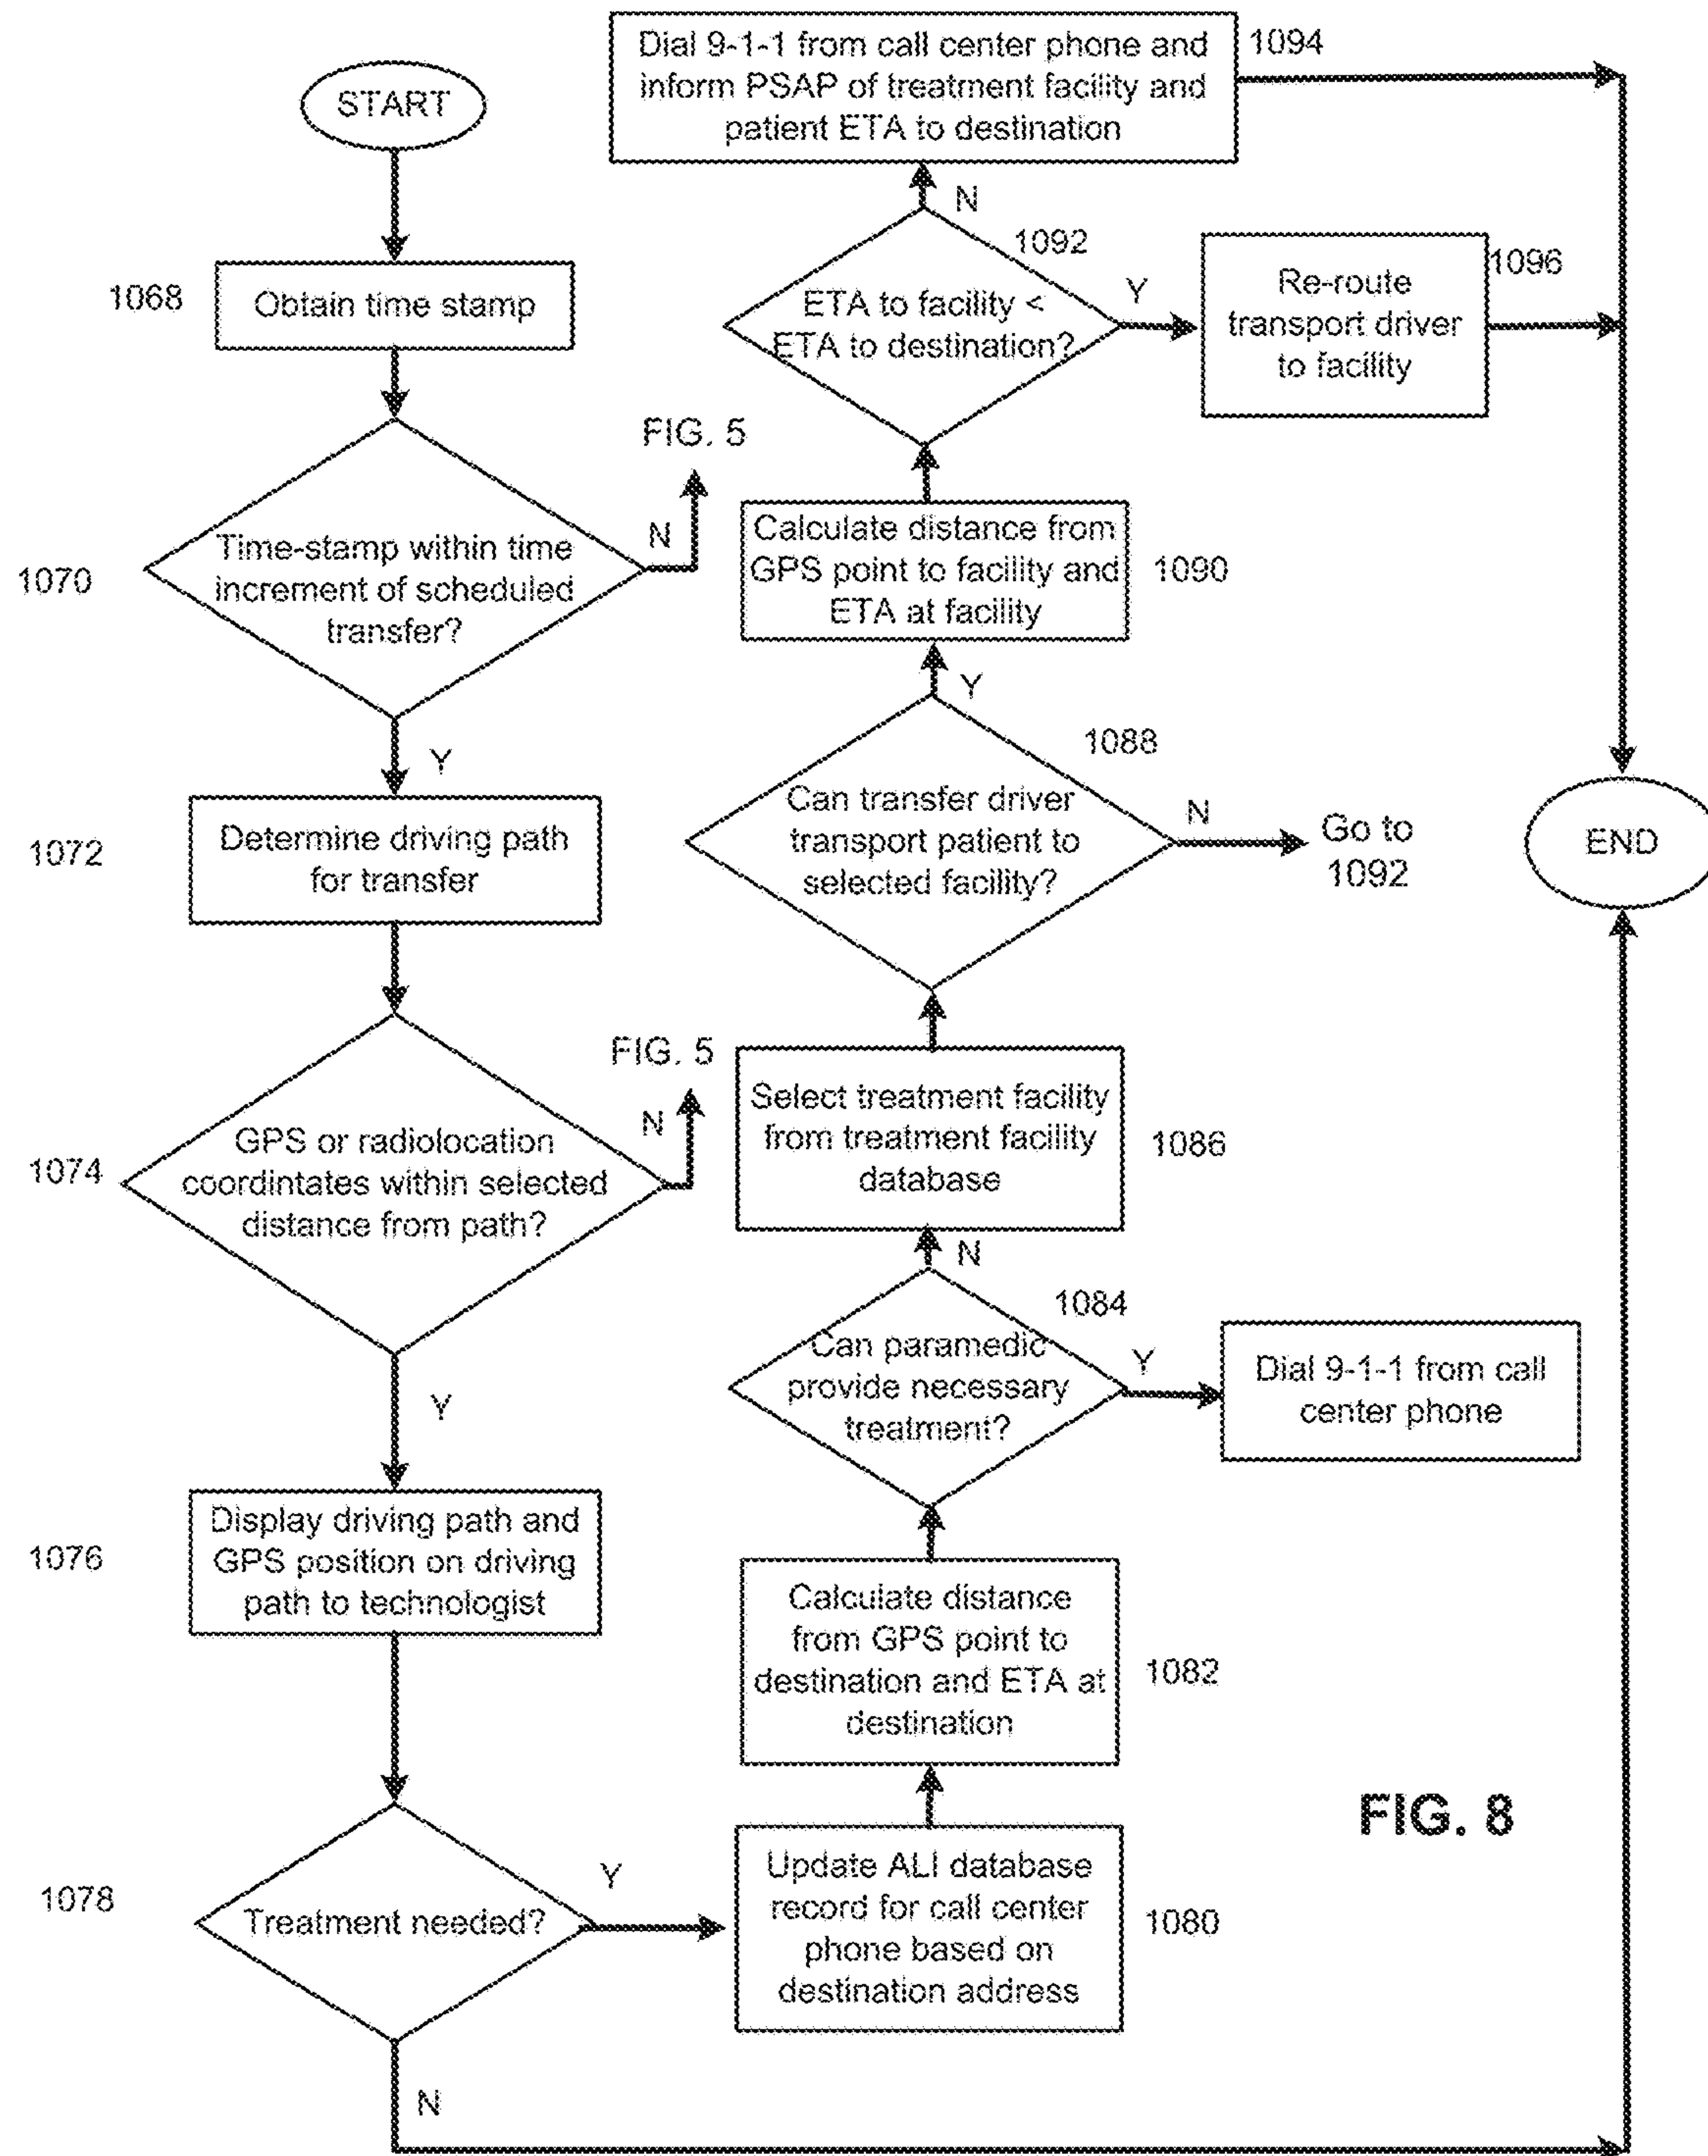 START
1068
Obtain time stamp
1070
Time-stamp within time
increment of scheduled
transfer?
N
FIG. 5
Y
1072
Determine driving path
for transfer
1074
GPS or radiolocation
coordintates within selected
distance from path?
N
FIG. 5
Y
1076
Display driving path and
GPS position on driving
path to technologist
1078
Treatment needed?
Y
N
Update ALI database
record for call center
phone based on
destination address
1080
Calculate distance
from GPS point to
destination and ETA at
destination
1082
1084
Can paramedic
provide necessary
treatment?
Y
Dial 9-1-1 from call
center phone
N
Select treatment facility
from treatment facility
database
1086
1088
Can transfer driver
transport patient to
selected facility?
N
Go to
1092
Y
Calculate distance from
GPS point to facility and
ETA at facility
1090
1092
ETA to facility <
ETA to destination?
Y
Re-route
transport driver
to facility
1096
N
Dial 9-1-1 from call center phone and
inform PSAP of treatment facility and
patient ETA to destination
1094
END
FIG. 8